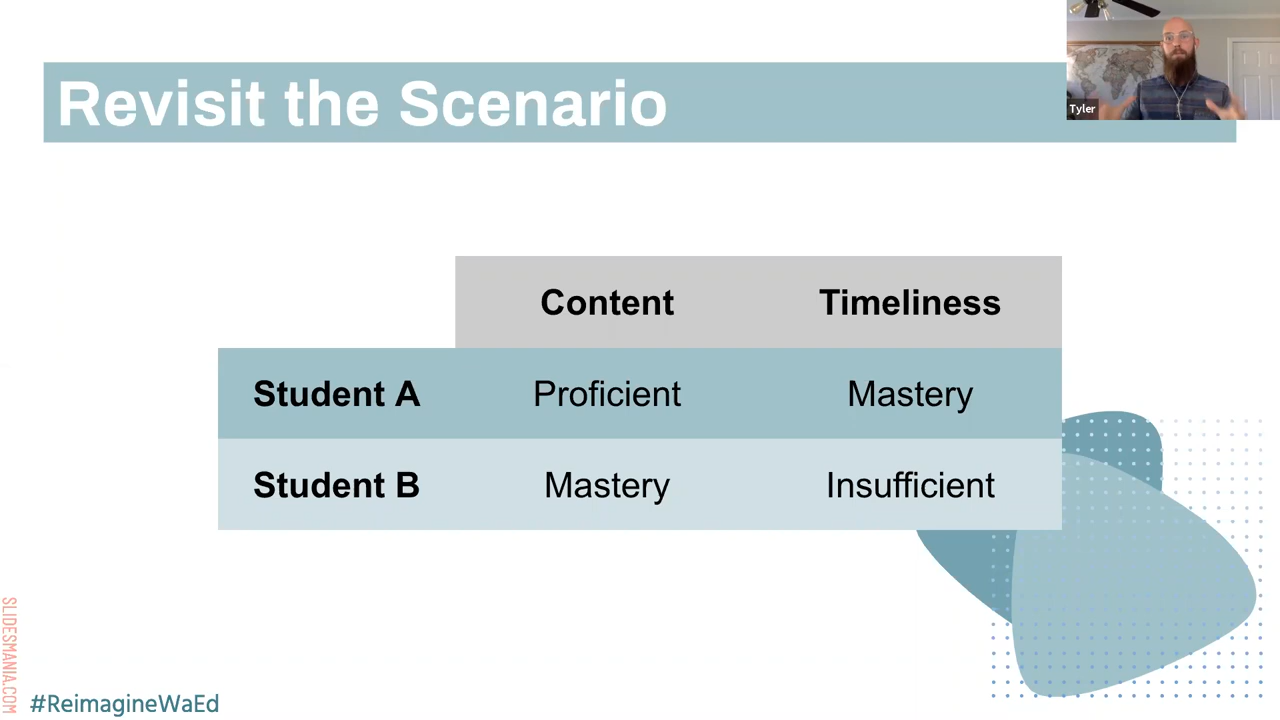 Revisit the Scenario
Tyler
Content Timeliness
Student A Proficient Mastery
Student B Mastery Insufficient
SLIDESMANIA.COM
#ReimagineWaEd